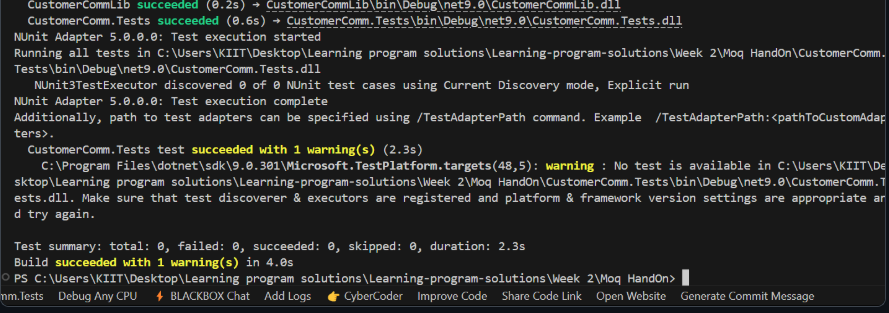 CustomerCommLib succeeded (0.2s) → CustomerCommLib\bin\Debug\net9.0\CustomerCommLib.dll
CustomerComm.Tests succeeded (0.6s) → CustomerComm.Tests\bin\Debug\net9.0\CustomerComm.Tests.dll
NUnit Adapter 5.0.0.0: Test execution started
Running all tests in C:\Users\KIIT\Desktop\Learning program solutions\Learning-program-solutions\Week 2\Moq HandOn\CustomerComm.
Tests\bin\Debug\net9.0\CustomerComm.Tests.dll
NUnit3TestExecutor discovered 0 of 0 NUnit test cases using Current Discovery mode, Explicit run
NUnit Adapter 5.0.0.0: Test execution complete
Additionally, path to test adapters can be specified using /TestAdapterPath command. Example  /TestAdapterPath:<pathToCustomAdap
ters>.
CustomerComm.Tests test succeeded with 1 warning(s) (2.3s)
C:\Program Files\dotnet\sdk\9.0.301\Microsoft.TestPlatform.targets(48,5): warning : No test is available in C:\Users\KIIT\De
sktop\Learning program solutions\Learning-program-solutions\Week 2\Moq HandOn\CustomerComm.Tests\bin\Debug\net9.0\CustomerComm.T
ests.dll. Make sure that test discoverer & executors are registered and platform & framework version settings are appropriate an
d try again.
Test summary: total: 0, failed: 0, succeeded: 0, skipped: 0, duration: 2.3s
Build succeeded with 1 warning(s) in 4.0s
PS C:\Users\KIIT\Desktop\Learning program solutions\Learning-program-solutions\Week 2\Moq HandOn>
mm.Tests Debug Any CPU BLACKBOX Chat Add Logs CyberCoder Improve Code Share Code Link Open Website Generate Commit Message